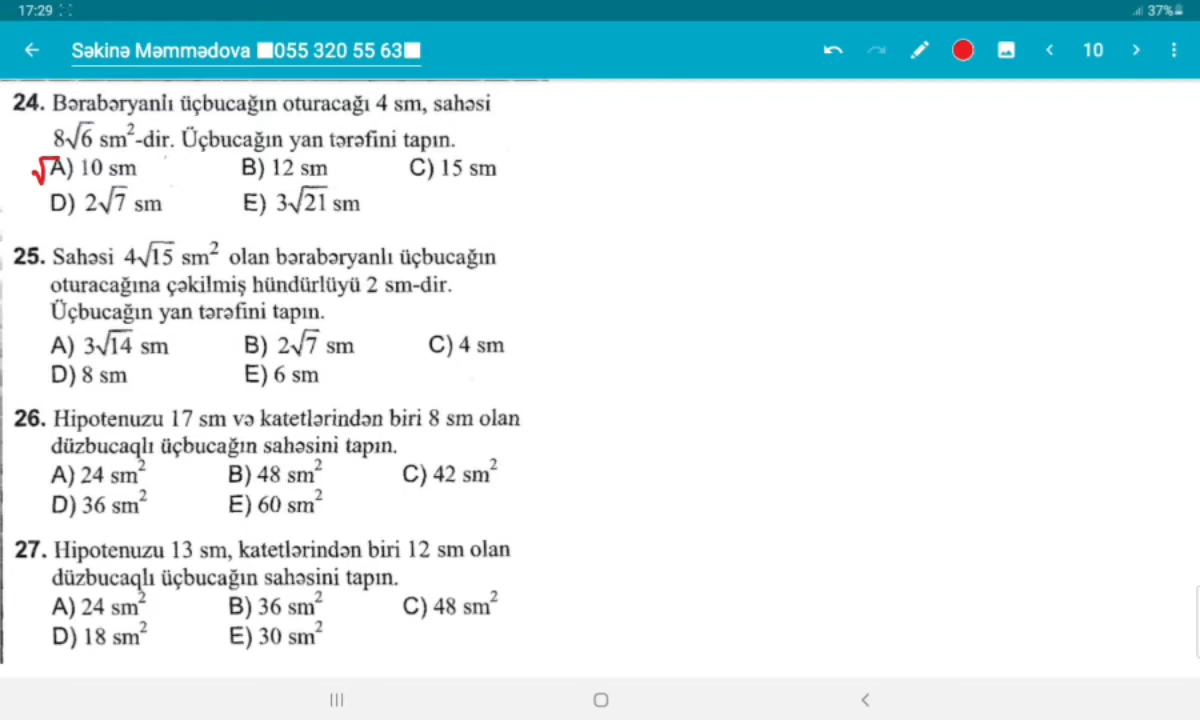 17:29
37%
Səkinə Məmmədova 055 320 55 63
10
24. Bərabəryanlı üçbucağın oturacağı 4 sm, sahəsi
8√6 sm²-dir. Üçbucağın yan tərəfini tapın.
A) 10 sm B) 12 sm C) 15 sm
D) 2√7 sm E) 3√21 sm
25. Sahəsi 4√15 sm² olan bərabəryanlı üçbucağın
oturacağına çəkilmiş hündürlüyü 2 sm-dir.
Üçbucağın yan tərəfini tapın.
A) 3√14 sm B) 2√7 sm C) 4 sm
D) 8 sm E) 6 sm
26. Hipotenuzu 17 sm və katetlərindən biri 8 sm olan
düzbucaqlı üçbucağın sahəsini tapın.
A) 24 sm² B) 48 sm² C) 42 sm²
D) 36 sm² E) 60 sm²
27. Hipotenuzu 13 sm, katetlərindən biri 12 sm olan
düzbucaqlı üçbucağın sahəsini tapın.
A) 24 sm² B) 36 sm² C) 48 sm²
D) 18 sm² E) 30 sm²